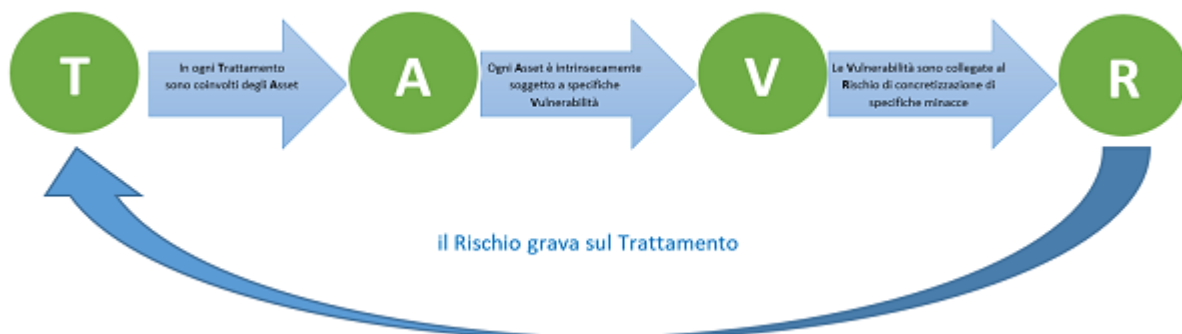 T
In ogni Trattamento
sono coinvolti degli Asset
A
Ogni Asset è intrinsecamente
soggetto a specifiche
Vulnerabilità
V
Le Vulnerabilità sono collegate al
Rischio di concretizzazione di
specifiche minacce
R
il Rischio grava sul Trattamento